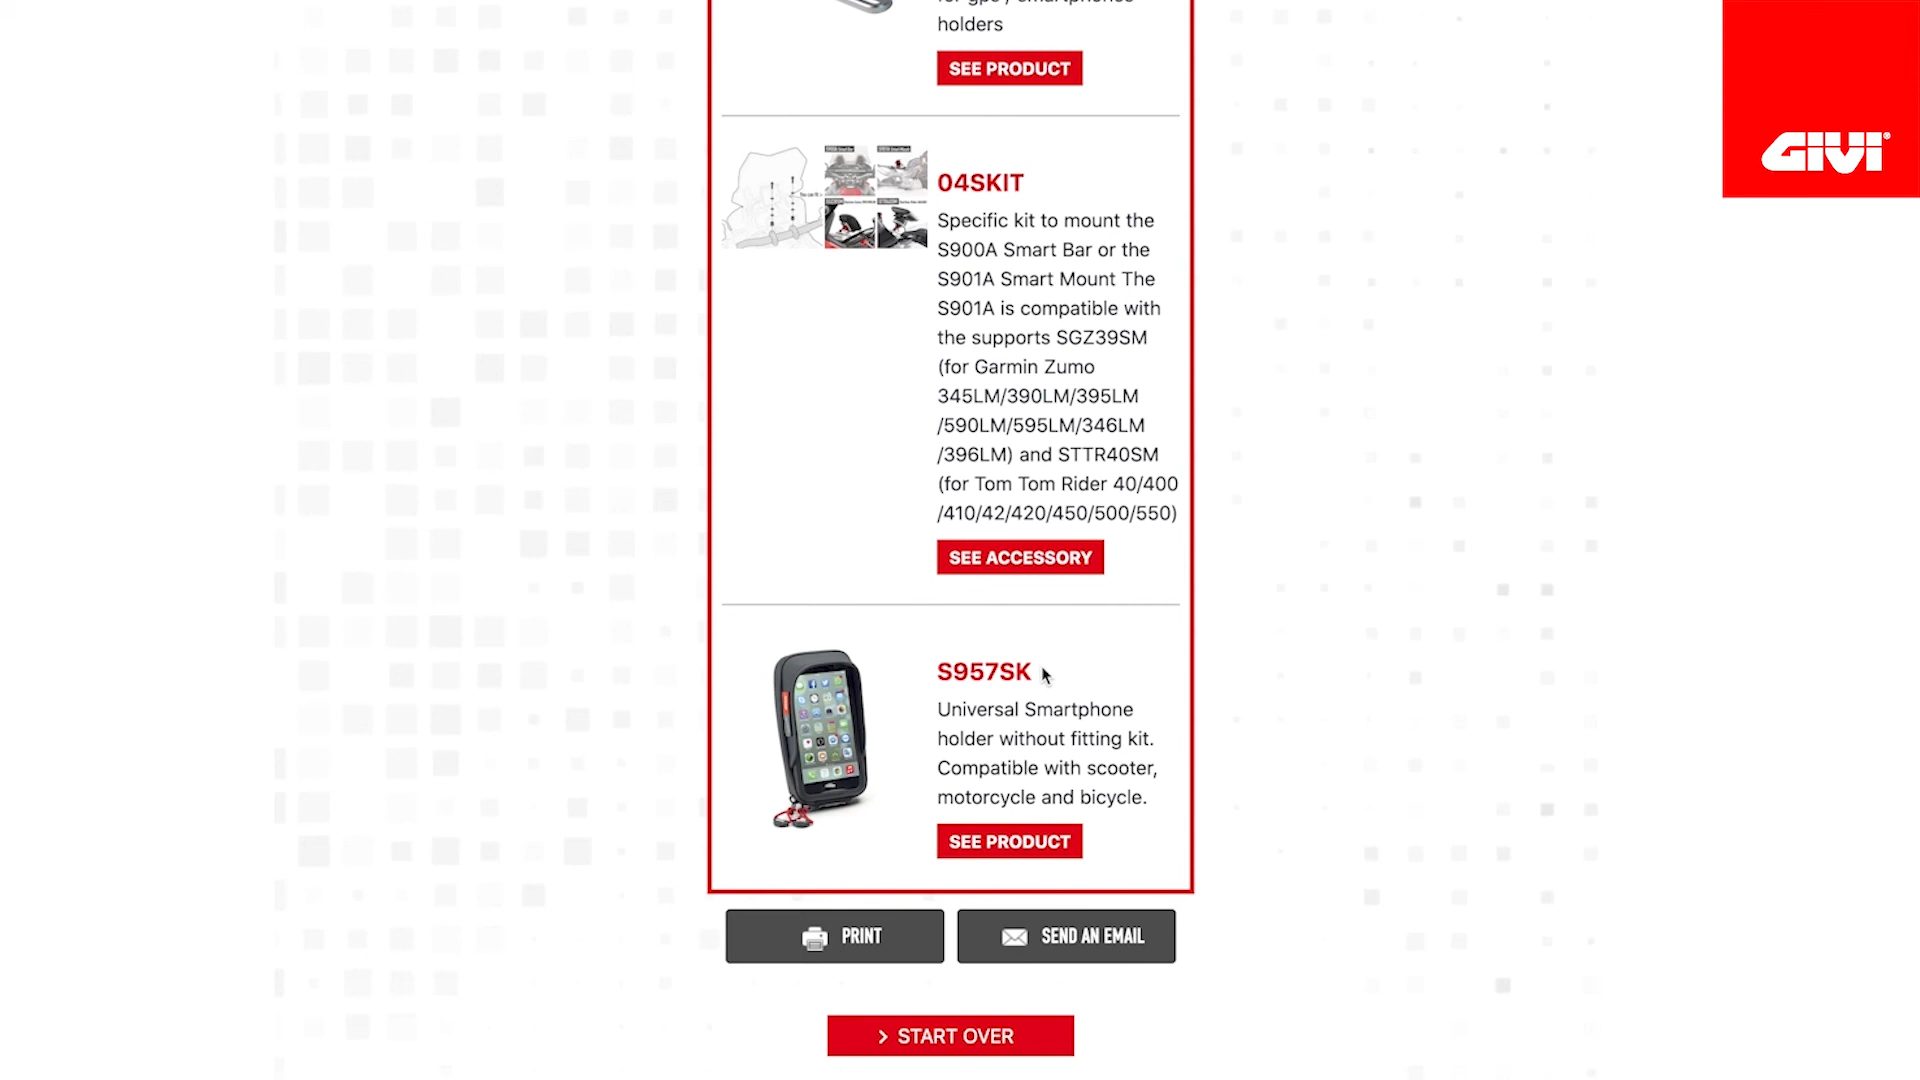 for gps / smartphones
holders
SEE PRODUCT
GIVI®
04SKIT
Specific kit to mount the
S900A Smart Bar or the
S901A Smart Mount The
S901A is compatible with
the supports SGZ39SM
(for Garmin Zumo
345LM/390LM/395LM
/590LM/595LM/346LM
/396LM) and STTR40SM
(for Tom Tom Rider 40/400
/410/42/420/450/500/550)
SEE ACCESSORY
S957SK
Universal Smartphone
holder without fitting kit.
Compatible with scooter,
motorcycle and bicycle.
SEE PRODUCT
PRINT
SEND AN EMAIL
> START OVER